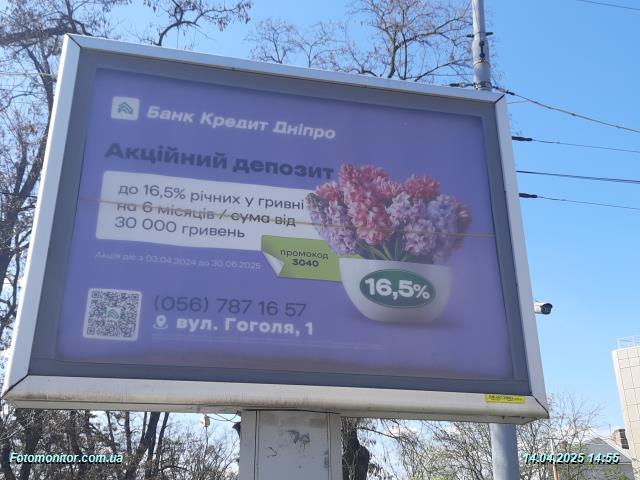 Банк Кредит Дніпро
Акційний депозит
до 16,5% річних у гривні
на 6 місяців / сума від
30 000 гривень
промокод
3040
Акція діє з 03.04.2024 до 30.06.2025
16,5%
(056) 787 16 57
вул. Гоголя, 1
Fotomonitor.com.ua
14.04.2025 14:55